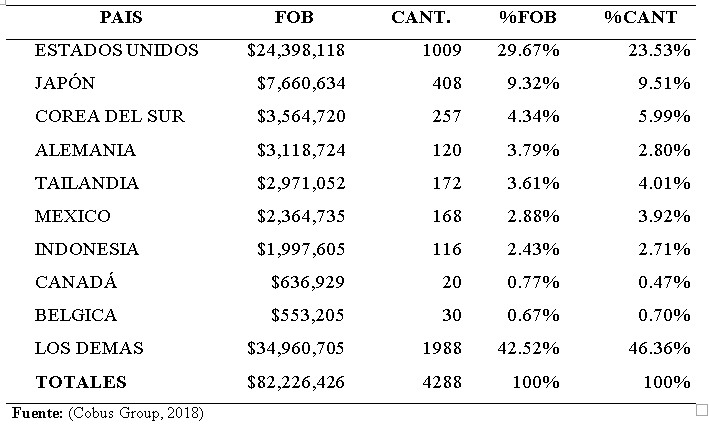 PAIS FOB CANT. %FOB %CANT
ESTADOS UNIDOS $24,398,118 1009 29.67% 23.53%
JAPÓN $7,660,634 408 9.32% 9.51%
COREA DEL SUR $3,564,720 257 4.34% 5.99%
ALEMANIA $3,118,724 120 3.79% 2.80%
TAILANDIA $2,971,052 172 3.61% 4.01%
MEXICO $2,364,735 168 2.88% 3.92%
INDONESIA $1,997,605 116 2.43% 2.71%
CANADÁ $636,929 20 0.77% 0.47%
BELGICA $553,205 30 0.67% 0.70%
LOS DEMAS $34,960,705 1988 42.52% 46.36%
TOTALES $82,226,426 4288 100% 100%
Fuente: (Cobus Group, 2018)